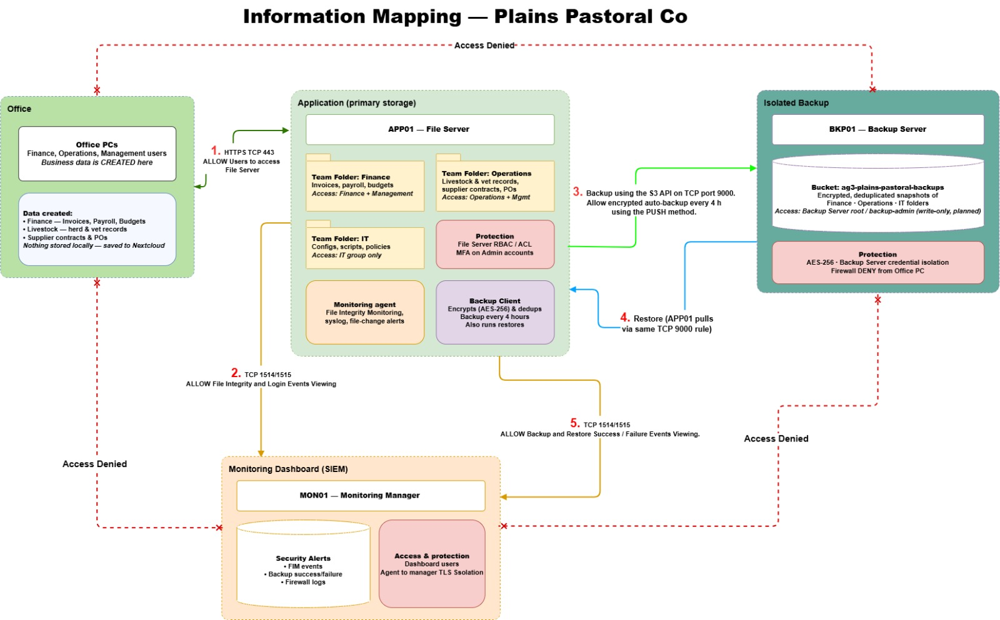 Information Mapping — Plains Pastoral Co
Access Denied
Office
Office PCs
Finance, Operations, Management users
Business data is CREATED here
Data created:
• Finance — Invoices, Payroll, Budgets
• Livestock — herd & vet records
• Supplier contracts & POs
Nothing stored locally — saved to Nextcloud
1. HTTPS TCP 443
ALLOW Users to access
File Server
Application (primary storage)
APP01 — File Server
Team Folder: Finance
Invoices, payroll, budgets
Access: Finance + Management
Team Folder: Operations
Livestock & vet records,
supplier contracts, POs
Access: Operations + Mgmt
Team Folder: IT
Configs, scripts, policies
Access: IT group only
Protection
File Server RBAC / ACL
MFA on Admin accounts
Monitoring agent
File Integrity Monitoring,
syslog, file-change alerts
Backup Client
Encrypts (AES-256) & dedups
Backup every 4 hours
Also runs restores
3. Backup using the S3 API on TCP port 9000.
Allow encrypted auto-backup every 4 h
using the PUSH method.
4. Restore (APP01 pulls
via same TCP 9000 rule)
Isolated Backup
BKP01 — Backup Server
Bucket: ag3-plains-pastoral-backups
Encrypted, deduplicated snapshots of
Finance · Operations · IT folders
Access: Backup Server root / backup-admin (write-only, planned)
Protection
AES-256 · Backup Server credential isolation
Firewall DENY from Office PC
2. TCP 1514/1515
ALLOW File Integrity and Login Events Viewing
5. TCP 1514/1515
ALLOW Backup and Restore Success / Failure Events Viewing.
Access Denied
Access Denied
Monitoring Dashboard (SIEM)
MON01 — Monitoring Manager
Security Alerts
• FIM events
• Backup success/failure
• Firewall logs
Access & protection
Dashboard users
Agent to manager TLS Ssolation